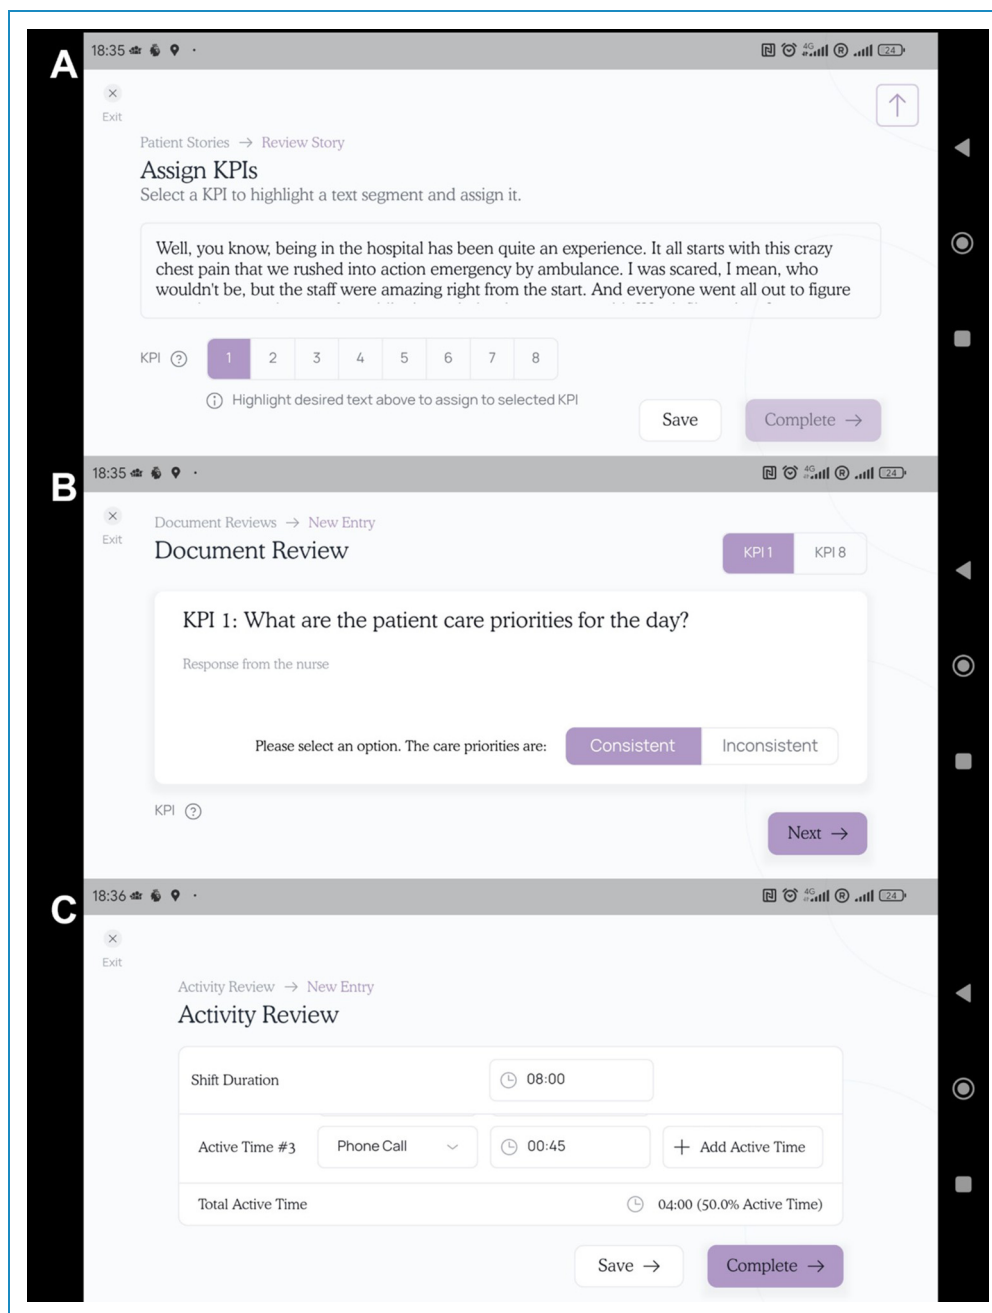 A
18:35
4G
R
24
Exit
Patient Stories → Review Story
Assign KPIs
Select a KPI to highlight a text segment and assign it.
Well, you know, being in the hospital has been quite an experience. It all starts with this crazy
chest pain that we rushed into action emergency by ambulance. I was scared, I mean, who
wouldn't be, but the staff were amazing right from the start. And everyone went all out to figure
KPI ? 1 2 3 4 5 6 7 8
Highlight desired text above to assign to selected KPI
Save
Complete →
B
18:35
4G
R
24
Exit
Document Reviews → New Entry
Document Review
KPI 1
KPI 8
KPI 1: What are the patient care priorities for the day?
Response from the nurse
Please select an option. The care priorities are:
Consistent
Inconsistent
KPI ?
Next →
C
18:36
4G
R
24
Exit
Activity Review → New Entry
Activity Review
Shift Duration
08:00
Active Time #3
Phone Call
00:45
+ Add Active Time
Total Active Time
04:00 (50.0% Active Time)
Save →
Complete →